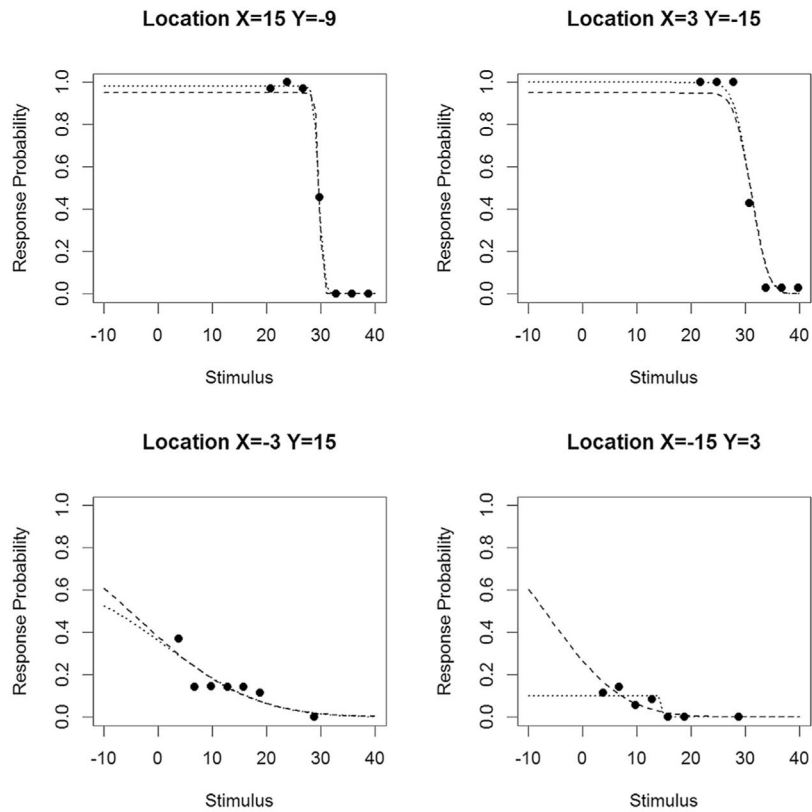 Location X=15 Y=-9
Response Probability
1.0
0.8
0.6
0.4
0.2
0.0
-10 0 10 20 30 40
Stimulus
Location X=3 Y=-15
Response Probability
1.0
0.8
0.6
0.4
0.2
0.0
-10 0 10 20 30 40
Stimulus
Location X=-3 Y=15
Response Probability
1.0
0.8
0.6
0.4
0.2
0.0
-10 0 10 20 30 40
Stimulus
Location X=-15 Y=3
Response Probability
1.0
0.8
0.6
0.4
0.2
0.0
-10 0 10 20 30 40
Stimulus